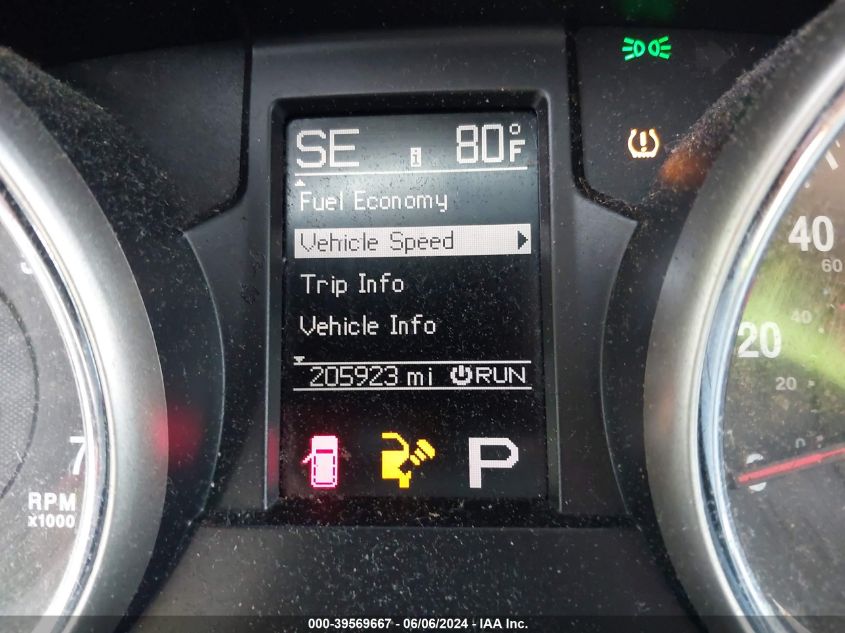 SE 80°F
Fuel Economy
Vehicle Speed
Trip Info
Vehicle Info
205923 mi RUN
P
7
RPM
x1000
40
60
40
20
20
0
000-39569667 - 06/06/2024 - IAA Inc.